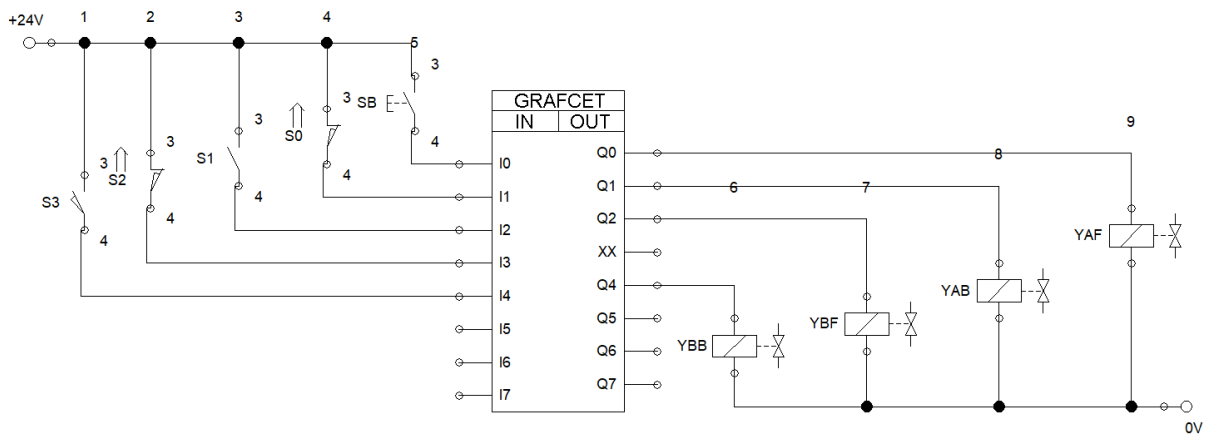 +24V 1 2 3 4
5
3
SB
4
3
S0
4
3
S1
4
3
S2
4
3
S3
4
GRAFCET
IN OUT
I0 Q0
I1 Q1
I2 Q2
I3 XX
I4 Q4
I5 Q5
I6 Q6
I7 Q7
6 7 8 9
YBB YBF YAB YAF
0V